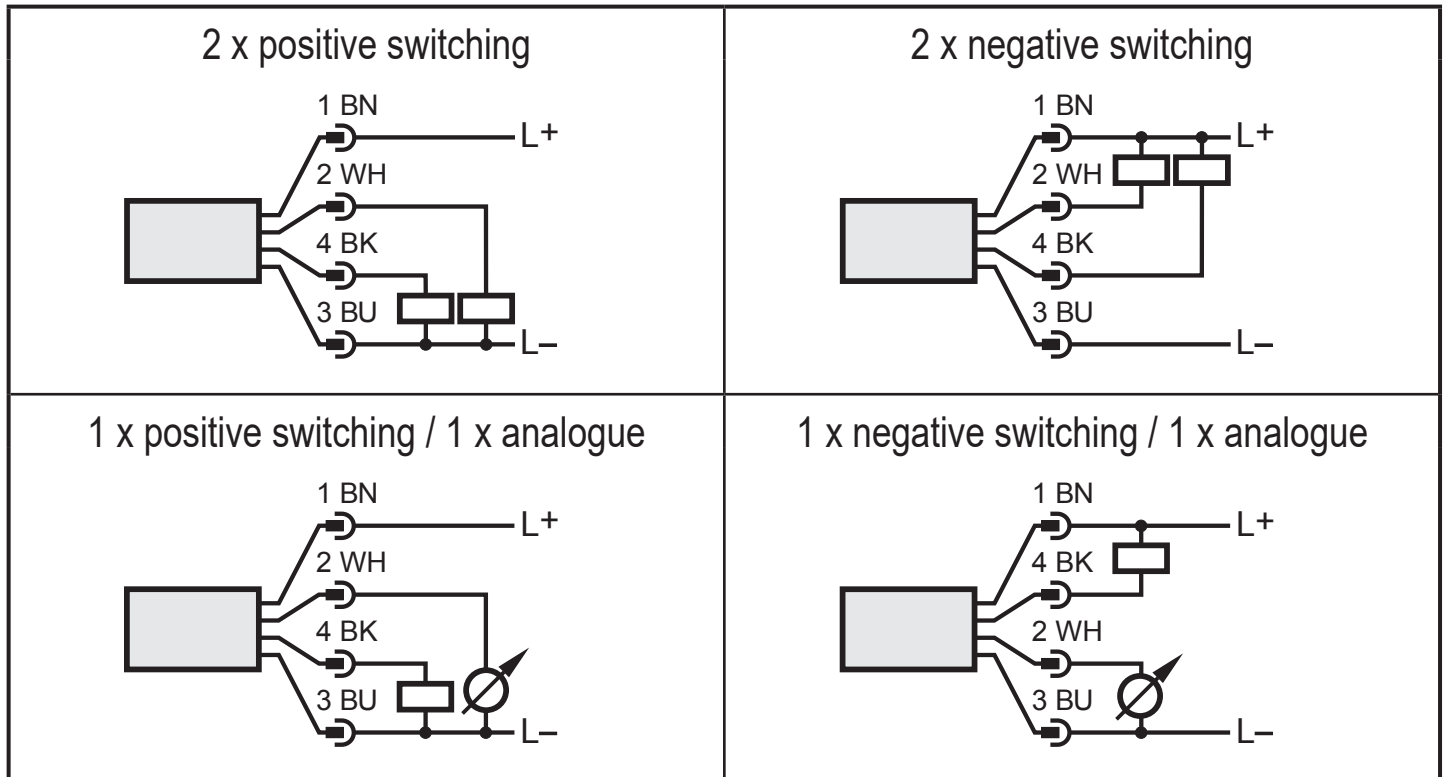 2 x positive switching
1 BN
L+
2 WH
4 BK
3 BU
L–
2 x negative switching
1 BN
L+
2 WH
4 BK
3 BU
L–
1 x positive switching / 1 x analogue
1 BN
L+
2 WH
4 BK
3 BU
L–
1 x negative switching / 1 x analogue
1 BN
L+
4 BK
2 WH
3 BU
L–